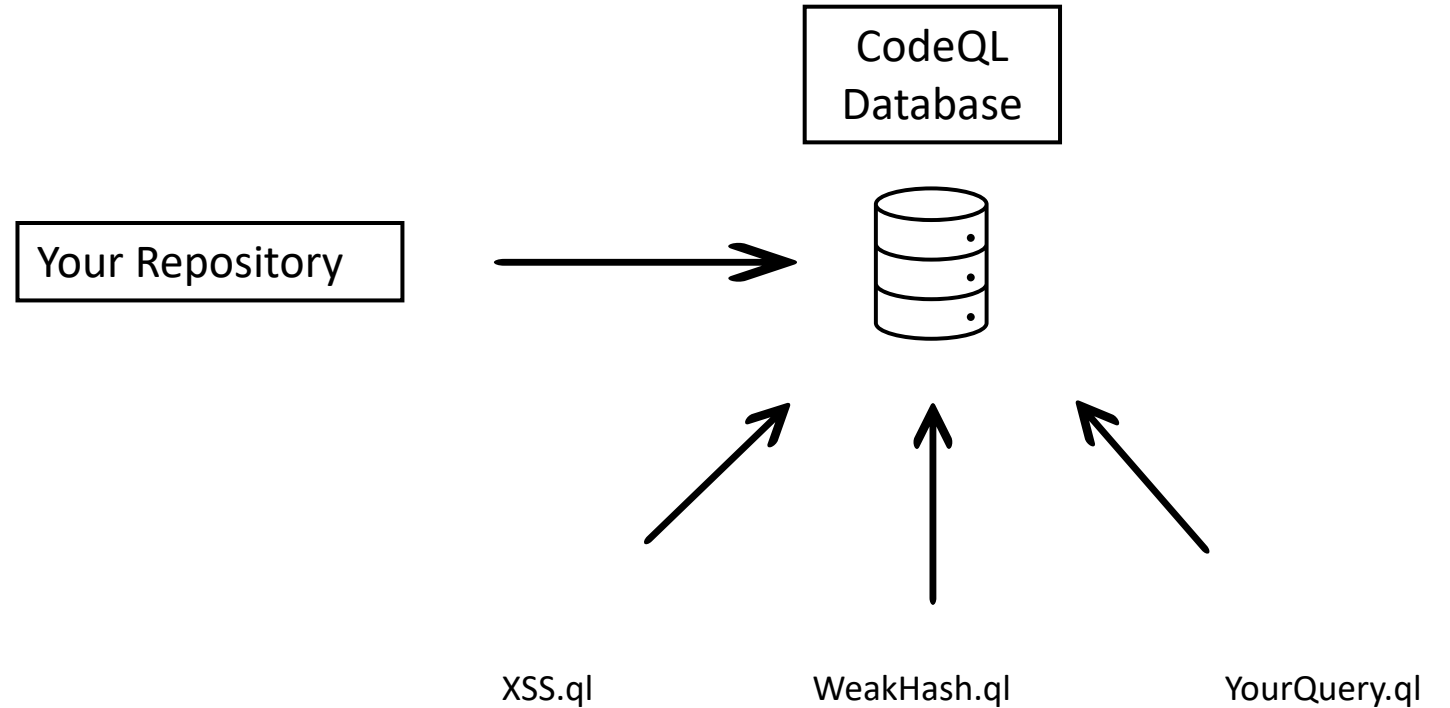 CodeQL
Database
Your Repository
XSS.ql
WeakHash.ql
YourQuery.ql